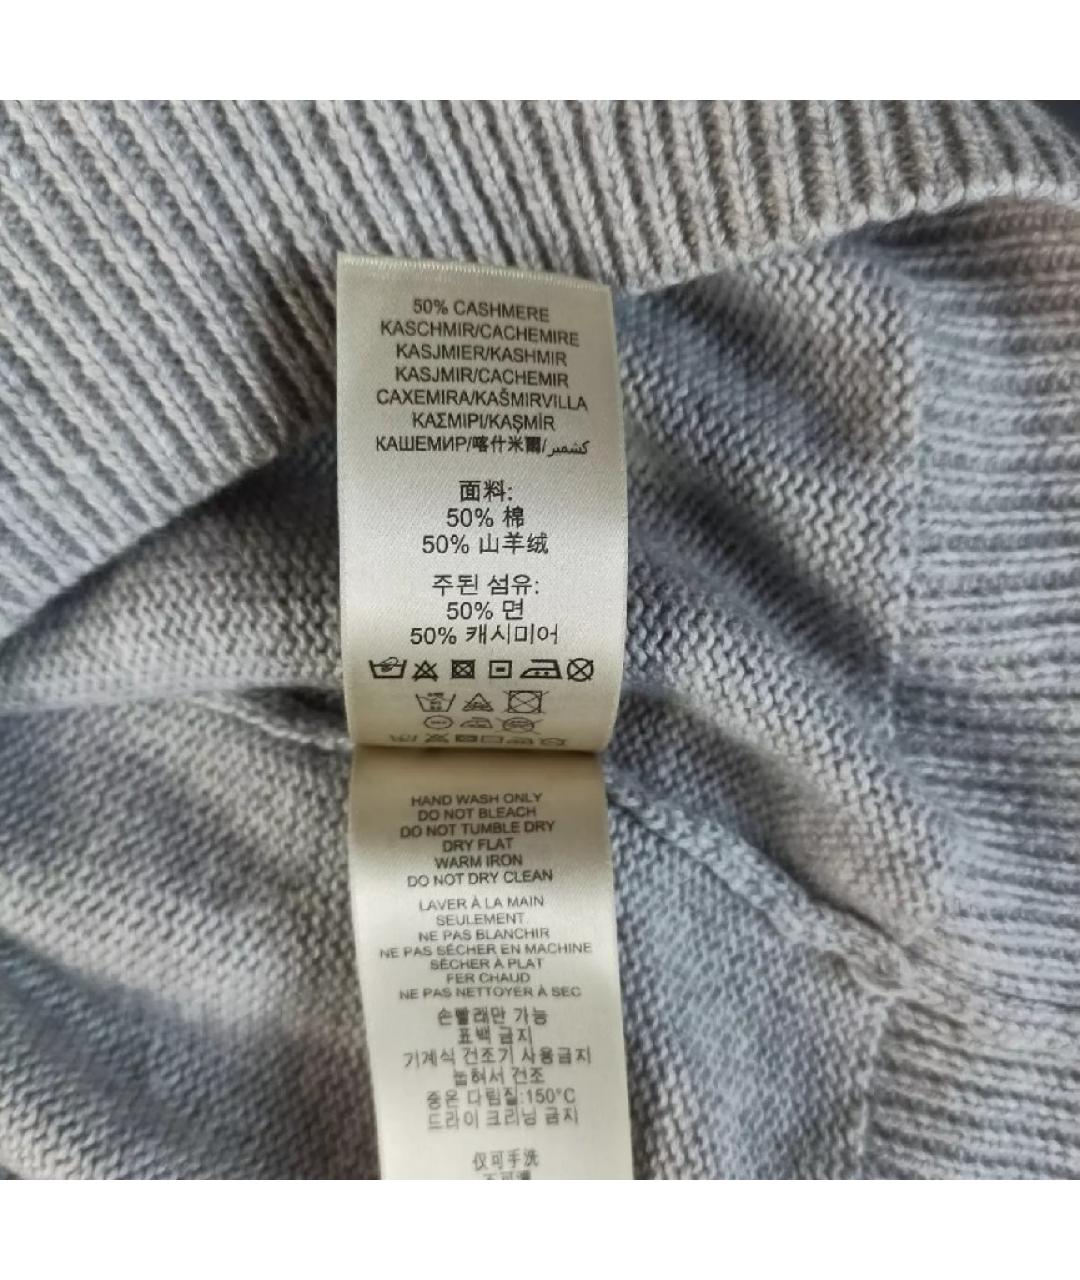 50% CASHMERE
KASCHMIR/CACHEMIRE
KASJMIER/KASHMIR
KASJMIR/CACHEMIR
CAXEMIRA/KAŠMIRVILLA
ΚΑΣΜΙΡΙ/KAŞMİR
КАШЕМИР/喀什米爾/كشمير
面料:
50% 棉
50% 山羊绒
주된 섬유:
50% 면
50% 캐시미어
HAND WASH ONLY
DO NOT BLEACH
DO NOT TUMBLE DRY
DRY FLAT
WARM IRON
DO NOT DRY CLEAN
LAVER À LA MAIN
SEULEMENT
NE PAS BLANCHIR
NE PAS SÉCHER EN MACHINE
SÉCHER À PLAT
FER CHAUD
NE PAS NETTOYER À SEC
손빨래만 가능
표백 금지
기계식 건조기 사용금지
눕혀서 건조
중온 다림질:150°C
드라이 크리닝 금지
仅可手洗